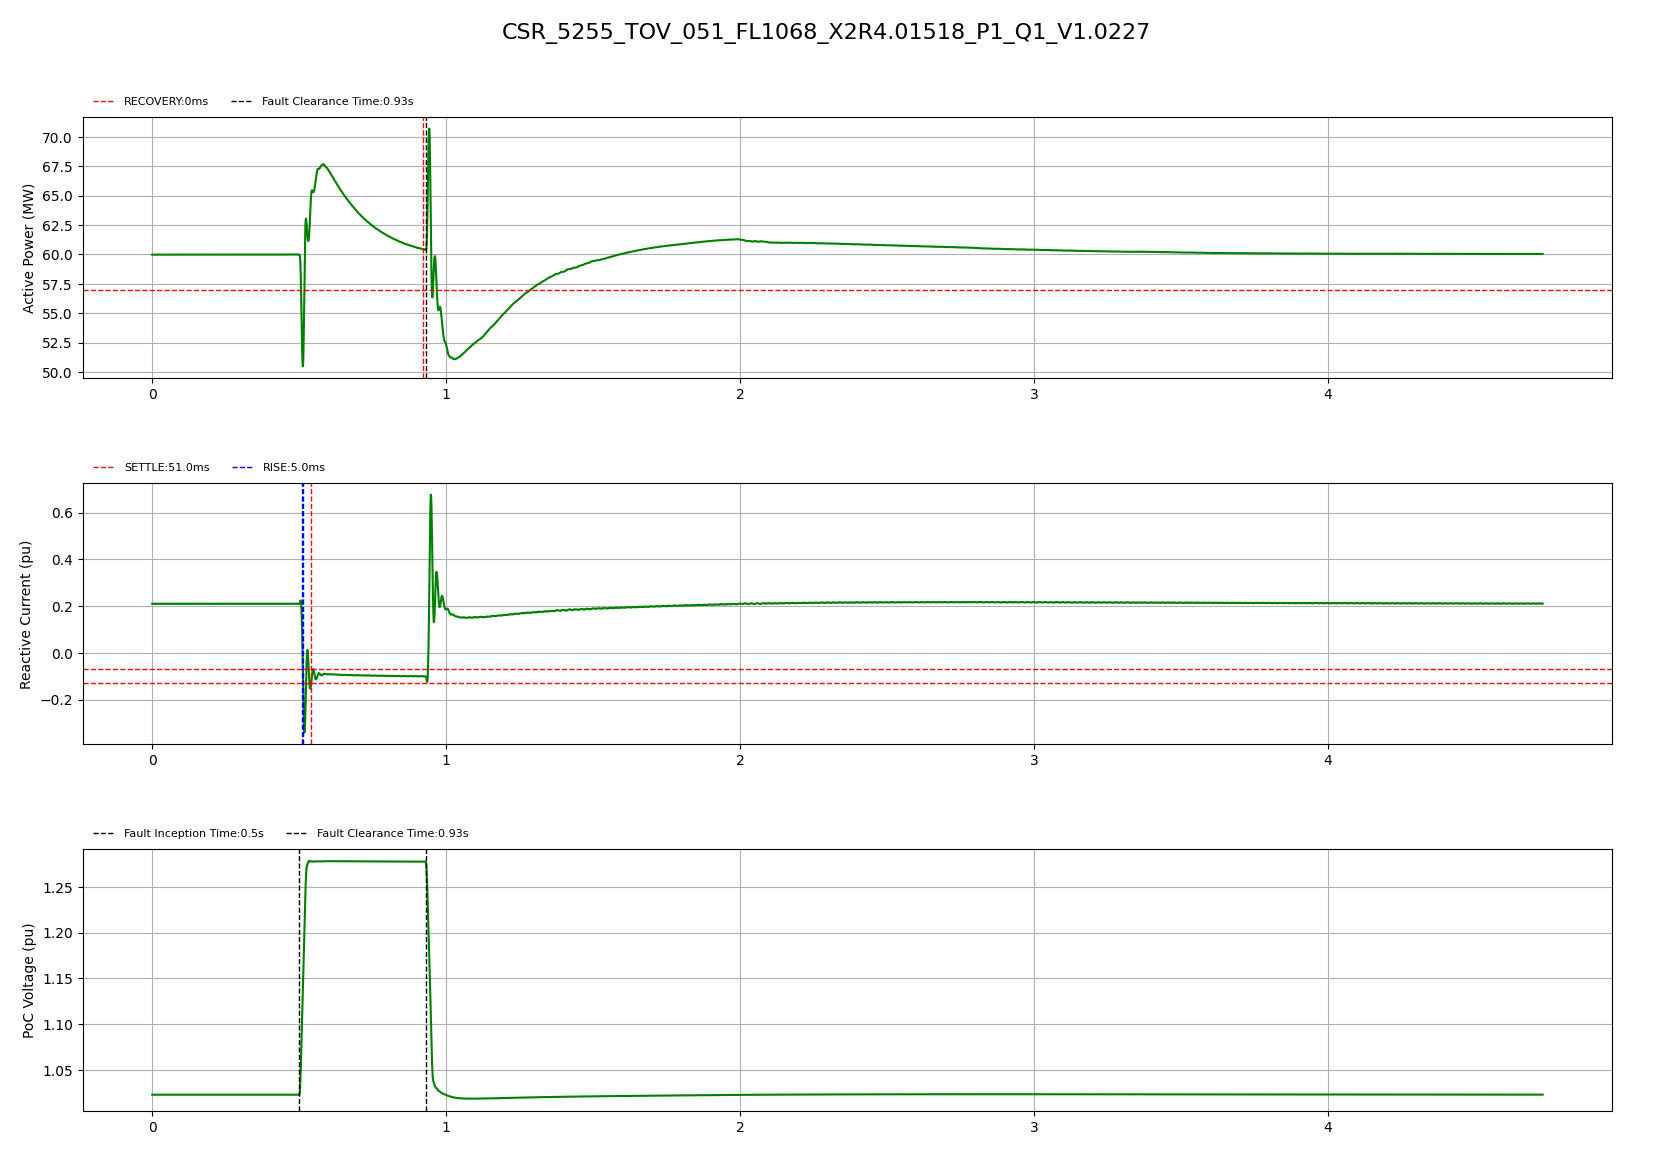 CSR_5255_TOV_051_FL1068_X2R4.01518_P1_Q1_V1.0227
RECOVERY:0ms Fault Clearance Time:0.93s
Active Power (MW)
70.0
67.5
65.0
62.5
60.0
57.5
55.0
52.5
50.0
0 1 2 3 4
SETTLE:51.0ms RISE:5.0ms
Reactive Current (pu)
0.6
0.4
0.2
0.0
−0.2
0 1 2 3 4
Fault Inception Time:0.5s Fault Clearance Time:0.93s
PoC Voltage (pu)
1.25
1.20
1.15
1.10
1.05
0 1 2 3 4